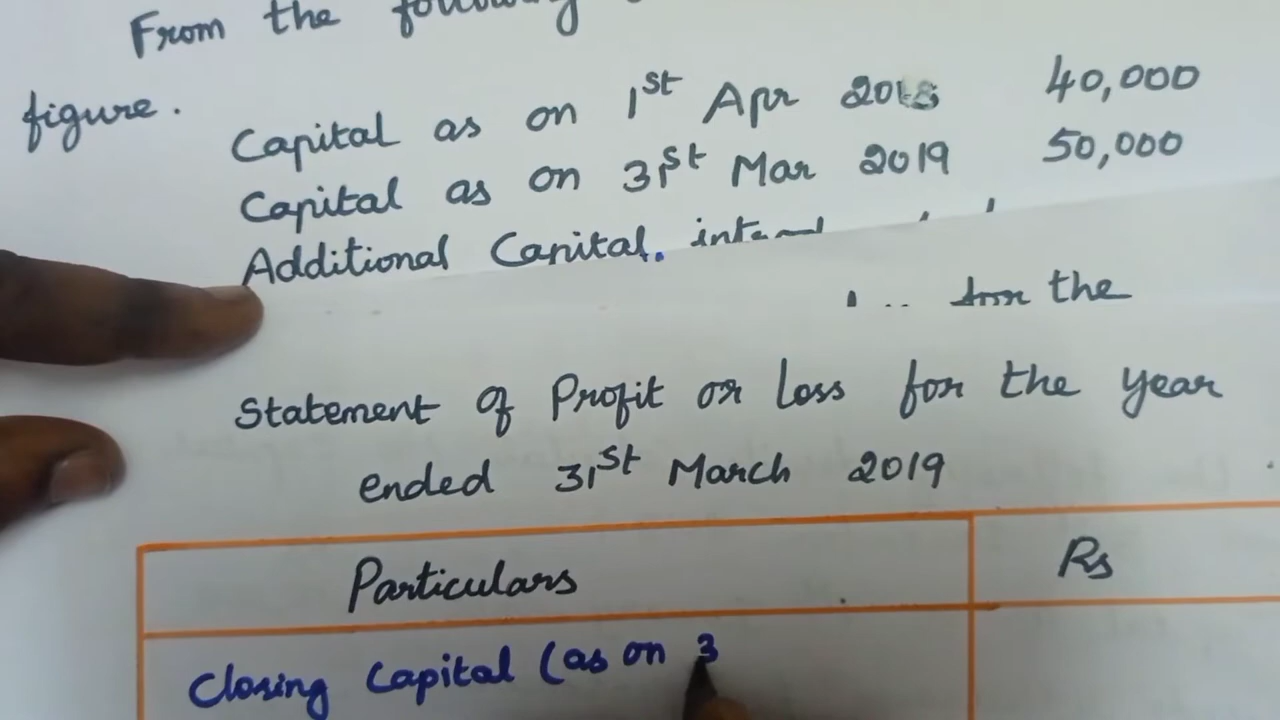 From the following
figure.
Capital as on 1st Apr 2018 40,000
Capital as on 31st Mar 2019 50,000
Additional Capital
for the
Statement of Profit or Loss for the year
ended 31st March 2019
Particulars Rs
Closing Capital (as on 3